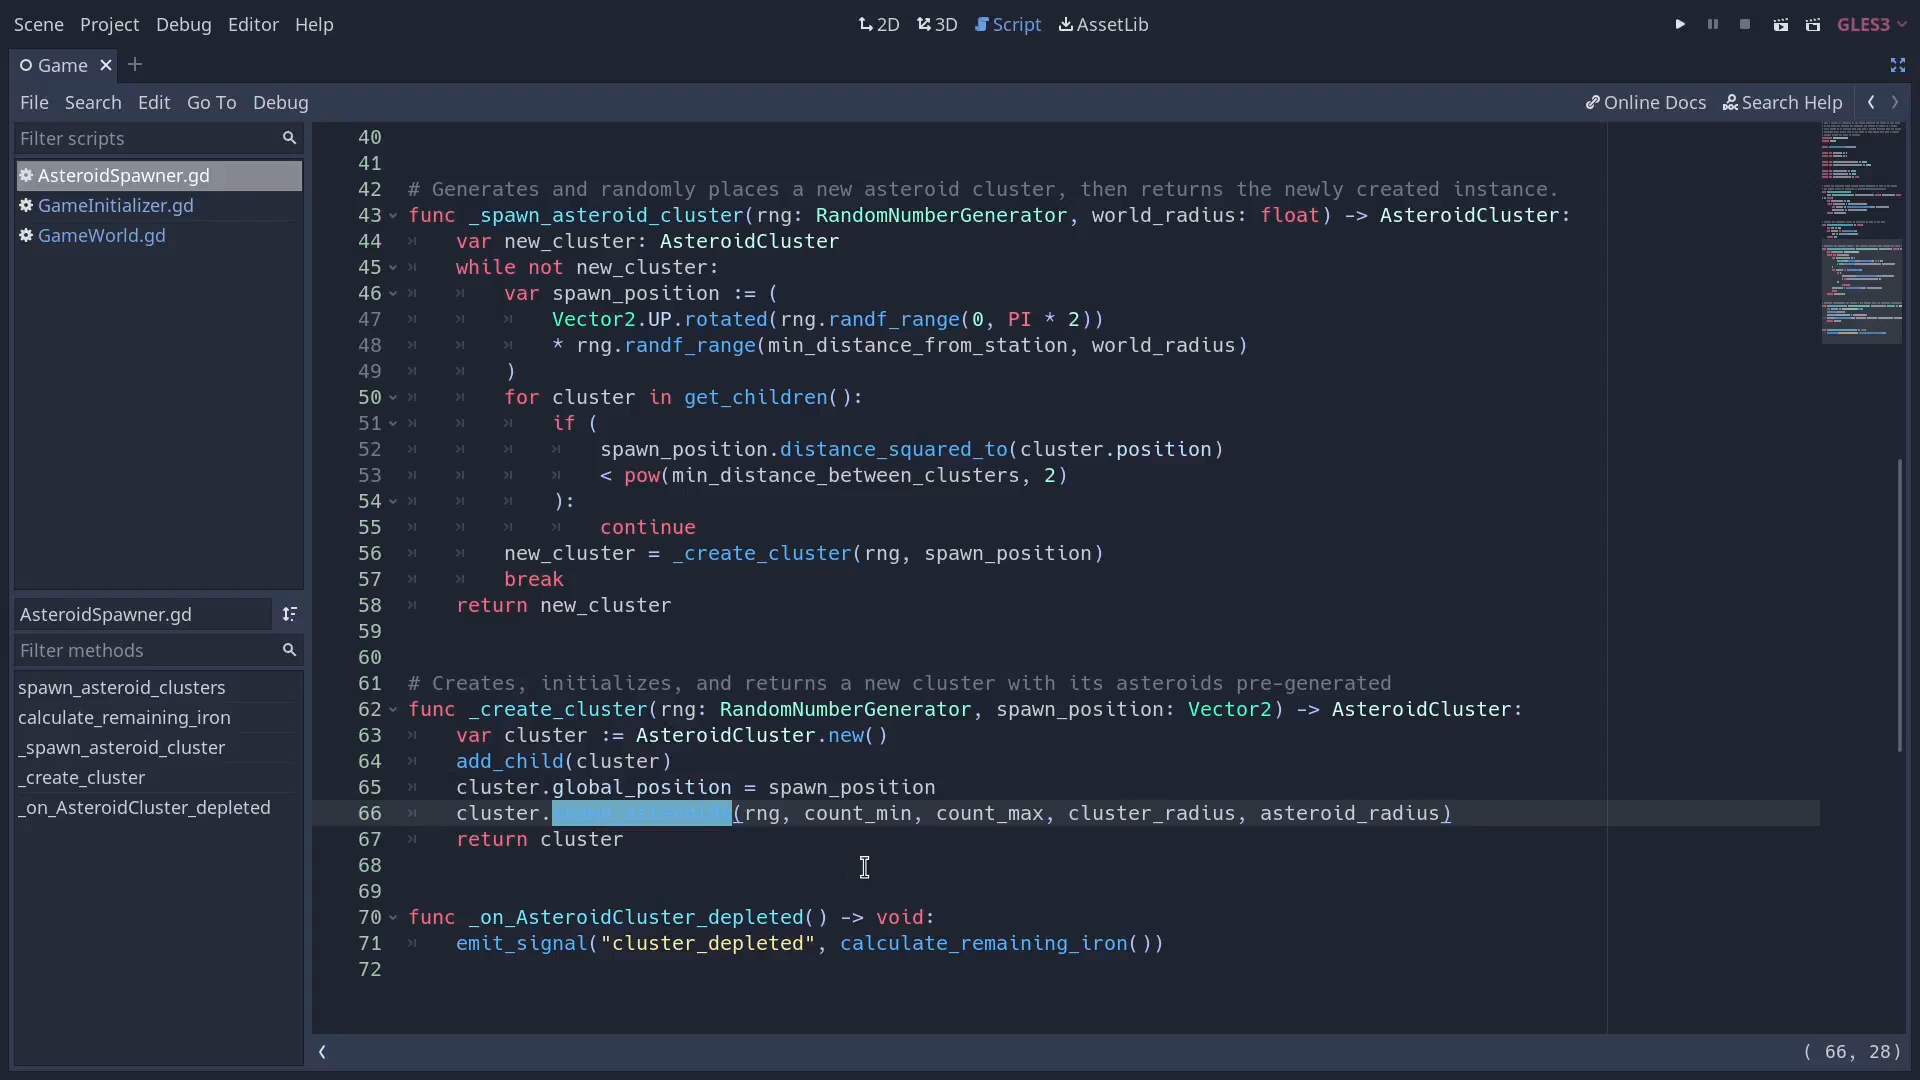 Scene Project Debug Editor Help
2D 3D Script AssetLib
GLES3
Game
File Search Edit Go To Debug
Online Docs Search Help
Filter scripts
AsteroidSpawner.gd
GameInitializer.gd
GameWorld.gd
AsteroidSpawner.gd
Filter methods
spawn_asteroid_clusters
calculate_remaining_iron
_spawn_asteroid_cluster
_create_cluster
_on_AsteroidCluster_depleted
40
41
42 # Generates and randomly places a new asteroid cluster, then returns the newly created instance.
43 func _spawn_asteroid_cluster(rng: RandomNumberGenerator, world_radius: float) -> AsteroidCluster:
44 var new_cluster: AsteroidCluster
45 while not new_cluster:
46 var spawn_position := (
47 Vector2.UP.rotated(rng.randf_range(0, PI * 2))
48 * rng.randf_range(min_distance_from_station, world_radius)
49 )
50 for cluster in get_children():
51 if (
52 spawn_position.distance_squared_to(cluster.position)
53 < pow(min_distance_between_clusters, 2)
54 ):
55 continue
56 new_cluster = _create_cluster(rng, spawn_position)
57 break
58 return new_cluster
59
60
61 # Creates, initializes, and returns a new cluster with its asteroids pre-generated
62 func _create_cluster(rng: RandomNumberGenerator, spawn_position: Vector2) -> AsteroidCluster:
63 var cluster := AsteroidCluster.new()
64 add_child(cluster)
65 cluster.global_position = spawn_position
66 cluster.spawn_asteroids(rng, count_min, count_max, cluster_radius, asteroid_radius)
67 return cluster
68
69
70 func _on_AsteroidCluster_depleted() -> void:
71 emit_signal("cluster_depleted", calculate_remaining_iron())
72
( 66, 28)